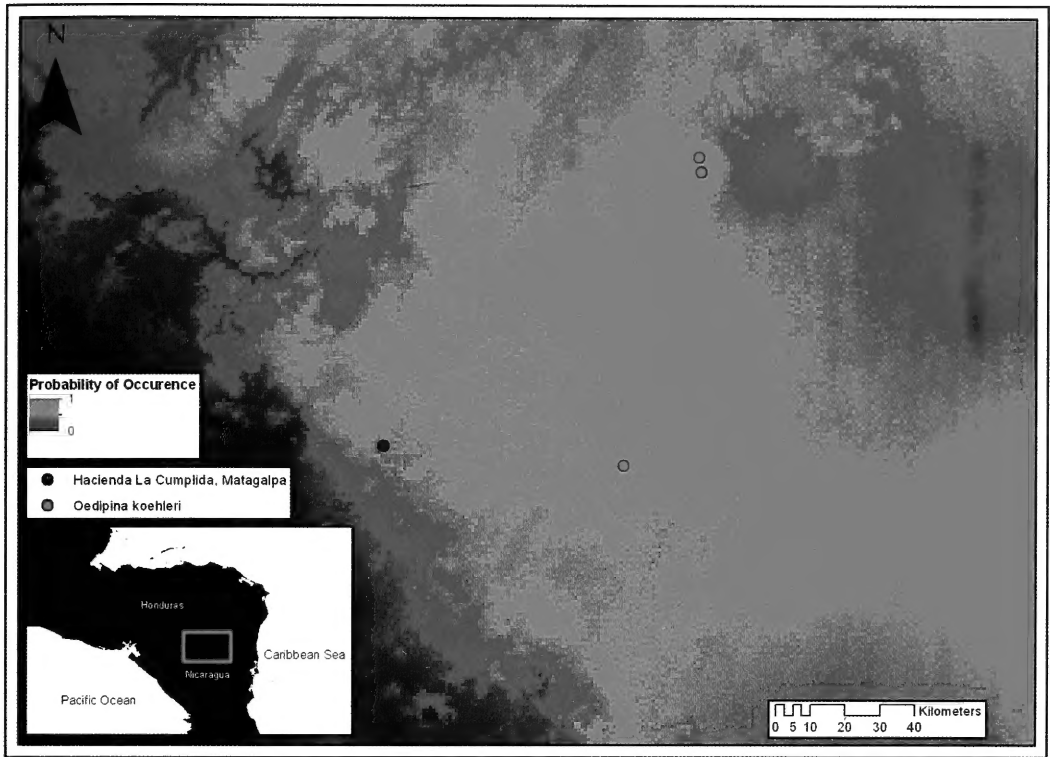 N
Probability of Occurence
1
0
Hacienda La Cumplida, Matagalpa
Oedipina koehleri
Honduras
Caribbean Sea
Nicaragua
Pacific Ocean
Kilometers
0 5 10 20 30 40